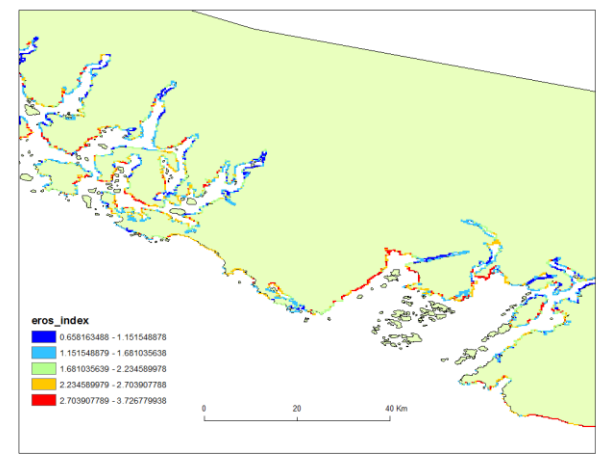 eros_index
0.658163488 - 1.151548878
1.151548879 - 1.681035638
1.681035639 - 2.234589978
2.234589979 - 2.703907788
2.703907789 - 3.726779938
0 20 40 Km